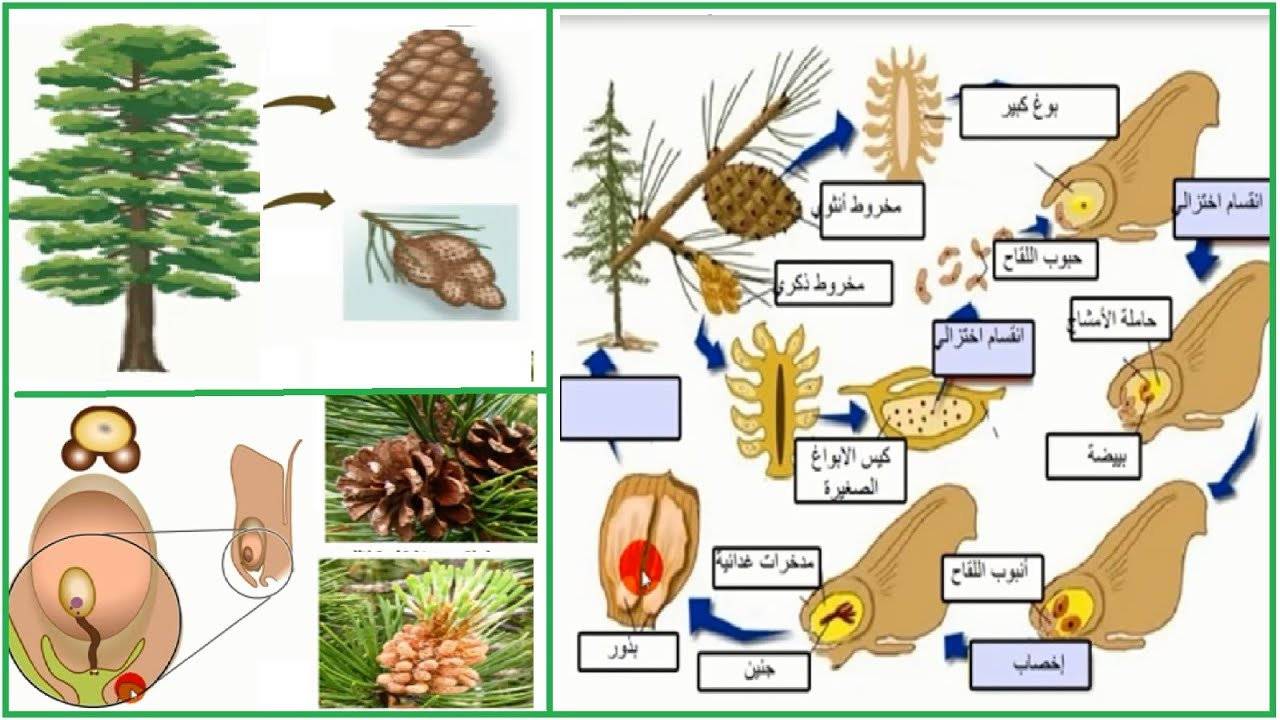 بوغ كبير
انقسام اختزالي
مخروط أنثوي
حبوب اللقاح
مخروط ذكري
حاملة الأمشاج
انقسام اختزالي
بييضة
كيس الابواغ
الصغيرة
مدخرات غذائية
أنبوب اللقاح
بذور
جنين
إخصاب